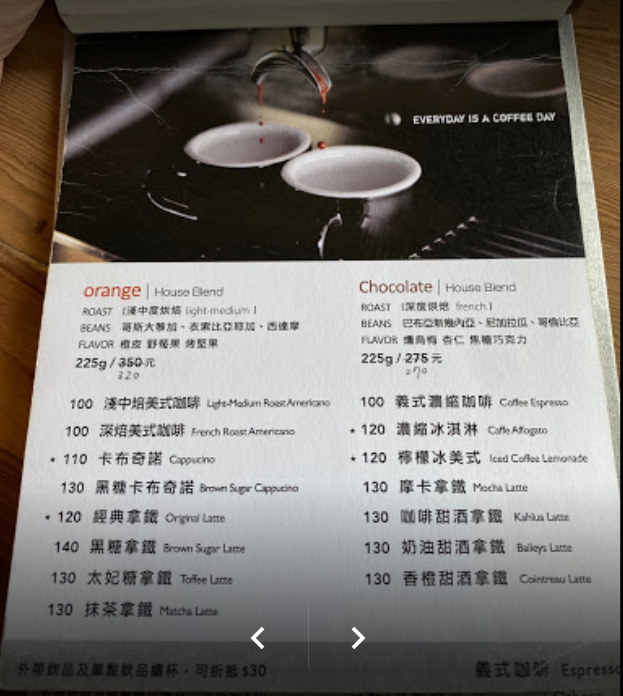 EVERYDAY IS A COFFEE DAY
orange | House Blend
ROAST [淺中度烘焙 light-medium]
BEANS 哥斯大黎加、衣索比亞耶加、西達摩
FLAVOR 橙皮 野莓果 烤堅果
225g / 350元
320
100 淺中焙美式咖啡 Light-Medium Roast Americano
100 深焙美式咖啡 French Roast Americano
• 110 卡布奇諾 Cappucino
130 黑糖卡布奇諾 Brown Sugar Cappucino
• 120 經典拿鐵 Original Latte
140 黑糖拿鐵 Brown Sugar Latte
130 太妃糖拿鐵 Toffee Latte
130 抹茶拿鐵 Matcha Latte
Chocolate | House Blend
ROAST [深度烘焙 french]
BEANS 巴布亞新幾內亞、尼加拉瓜、哥倫比亞
FLAVOR 燻烏梅 杏仁 焦糖巧克力
225g / 275元
270
100 義式濃縮咖啡 Coffee Espresso
• 120 濃縮冰淇淋 Caffe Affogato
• 120 檸檬冰美式 Iced Coffee Lemonade
130 摩卡拿鐵 Mocha Latte
130 咖啡甜酒拿鐵 Kahlua Latte
130 奶油甜酒拿鐵 Baileys Latte
130 香橙甜酒拿鐵 Cointreau Latte
外帶飲品及單點飲品續杯，可折抵$30
義式咖啡 Espresso